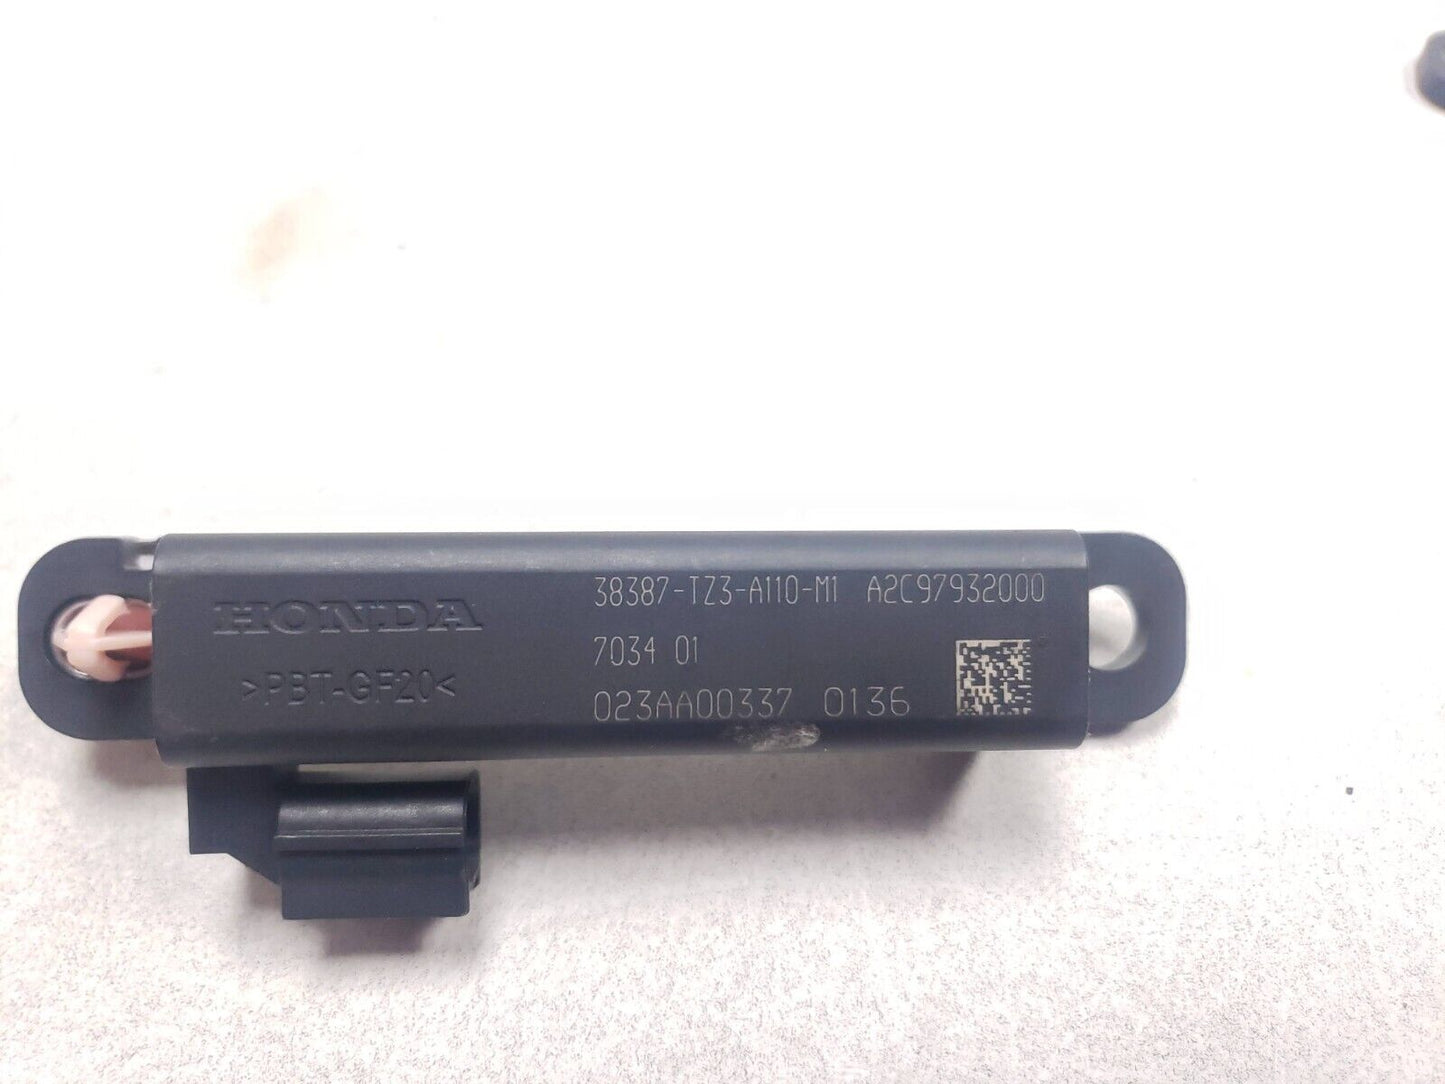 HONDA
>PBT-GF20<
38387-TZ3-A110-M1 A2C97932000
7034 01
023AA00337 0136